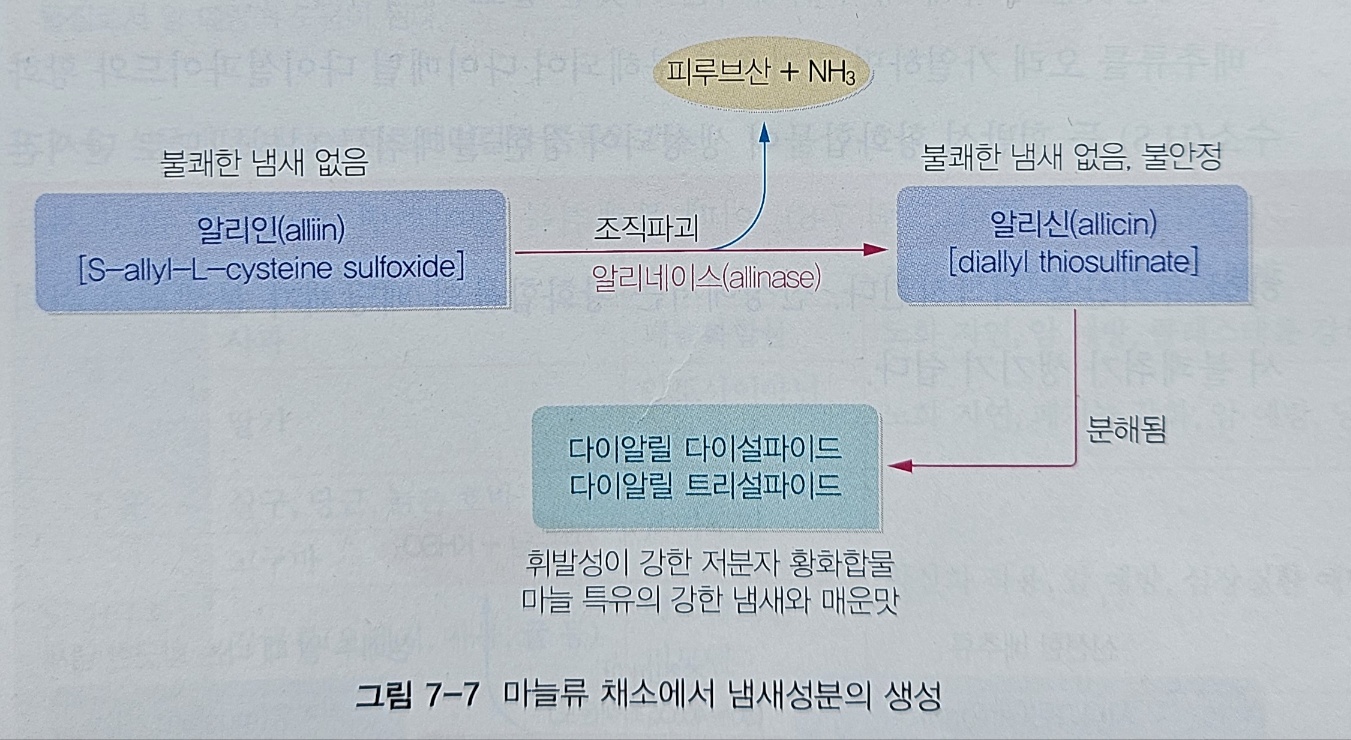 피루브산 + NH₃
불쾌한 냄새 없음
알리인(alliin)
[S-allyl-L-cysteine sulfoxide]
조직파괴
알리네이스(allinase)
불쾌한 냄새 없음, 불안정
알리신(allicin)
[diallyl thiosulfinate]
분해됨
다이알릴 다이설파이드
다이알릴 트리설파이드
휘발성이 강한 저분자 황화합물
마늘 특유의 강한 냄새와 매운맛
그림 7-7 마늘류 채소에서 냄새성분의 생성